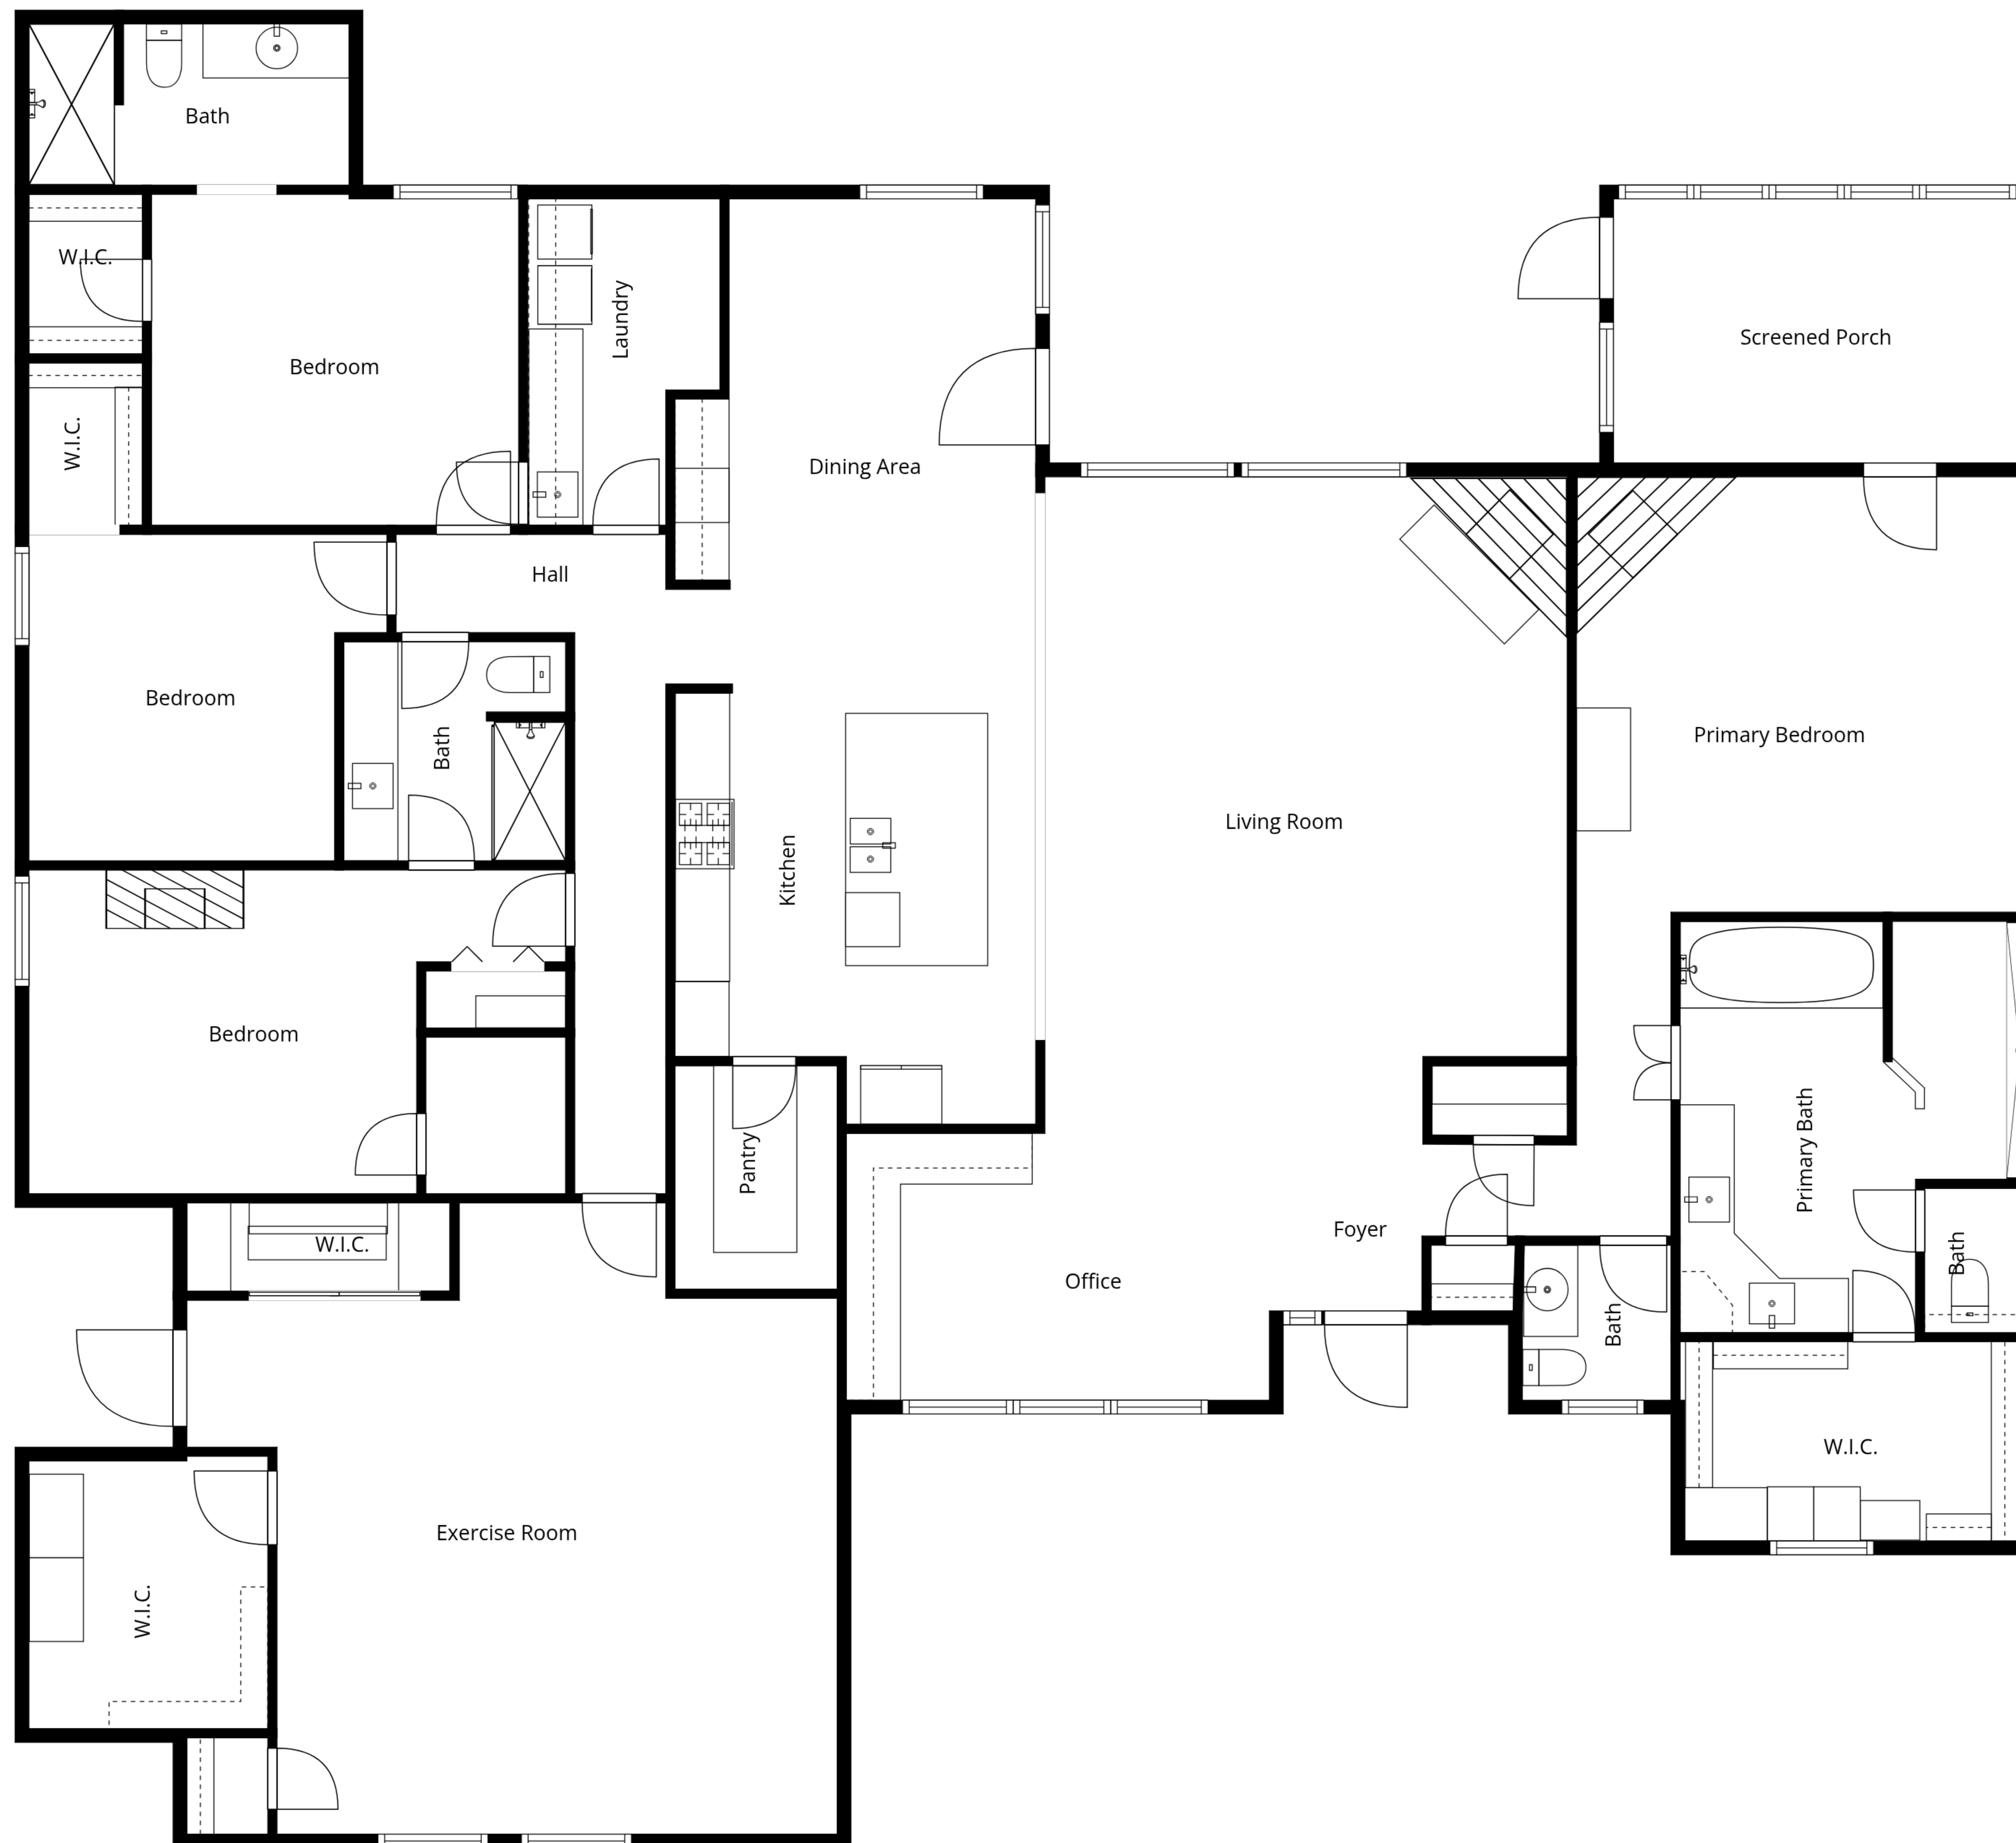 Bath
W.I.C.
Bedroom
Laundry
Screened Porch
W.I.C.
Dining Area
Hall
Bedroom
Bath
Primary Bedroom
Kitchen
Living Room
Bedroom
Pantry
Primary Bath
W.I.C.
Foyer
Office
Bath
Bath
W.I.C.
Exercise Room
W.I.C.